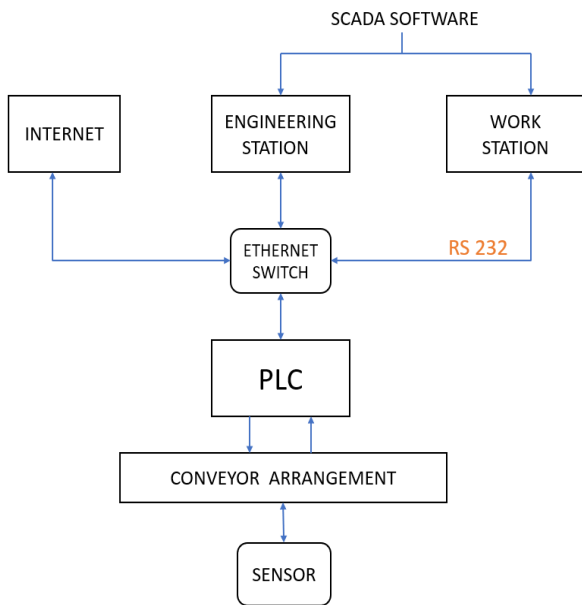 SCADA SOFTWARE
INTERNET
ENGINEERING
STATION
WORK
STATION
RS 232
ETHERNET
SWITCH
PLC
CONVEYOR ARRANGEMENT
SENSOR